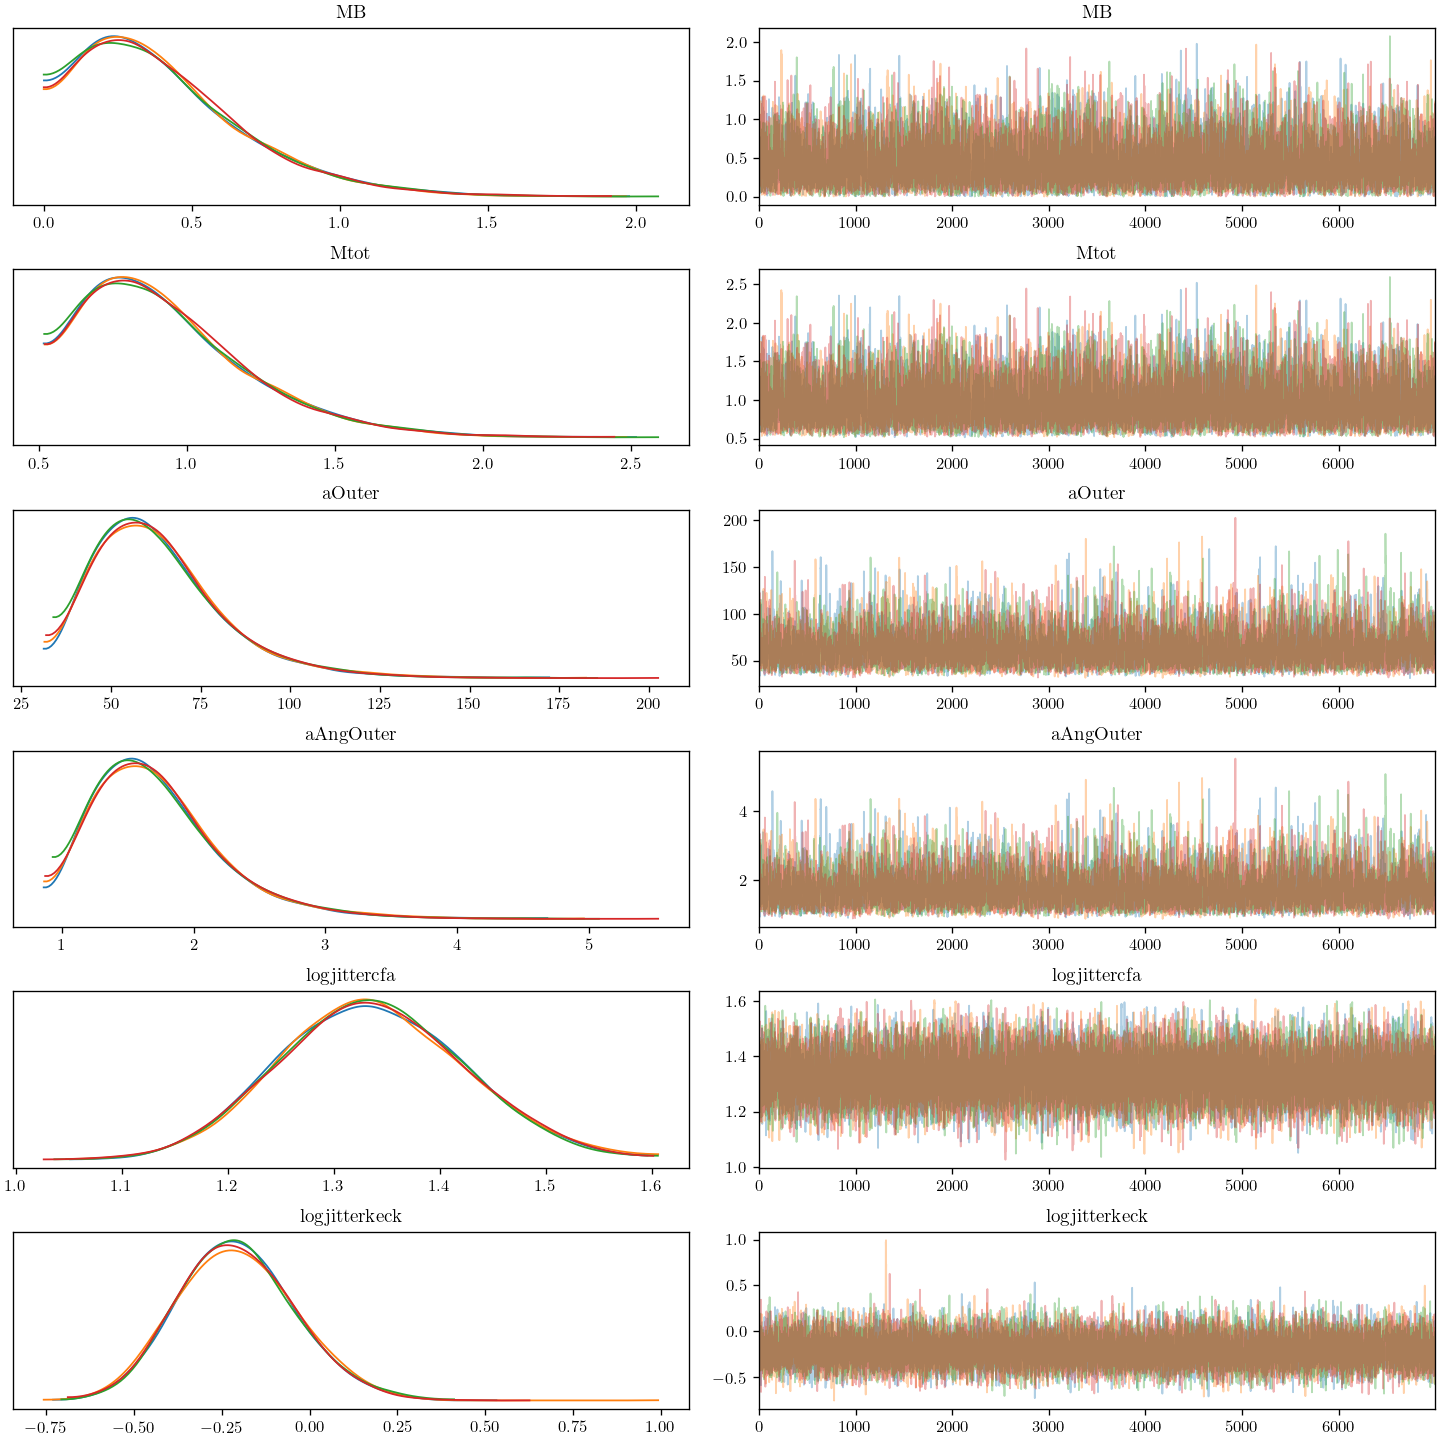 MB MB
2.0
1.5
1.0
0.5
0.0
0.0 0.5 1.0 1.5 2.0 0 1000 2000 3000 4000 5000 6000
Mtot Mtot
2.5
2.0
1.5
1.0
0.5
0.5 1.0 1.5 2.0 2.5 0 1000 2000 3000 4000 5000 6000
aOuter aOuter
200
150
100
50
25 50 75 100 125 150 175 200 0 1000 2000 3000 4000 5000 6000
aAngOuter aAngOuter
4
2
1 2 3 4 5 0 1000 2000 3000 4000 5000 6000
logjittercfa logjittercfa
1.6
1.4
1.2
1.0
1.0 1.1 1.2 1.3 1.4 1.5 1.6 0 1000 2000 3000 4000 5000 6000
logjitterkeck logjitterkeck
1.0
0.5
0.0
−0.5
−0.75 −0.50 −0.25 0.00 0.25 0.50 0.75 1.00 0 1000 2000 3000 4000 5000 6000